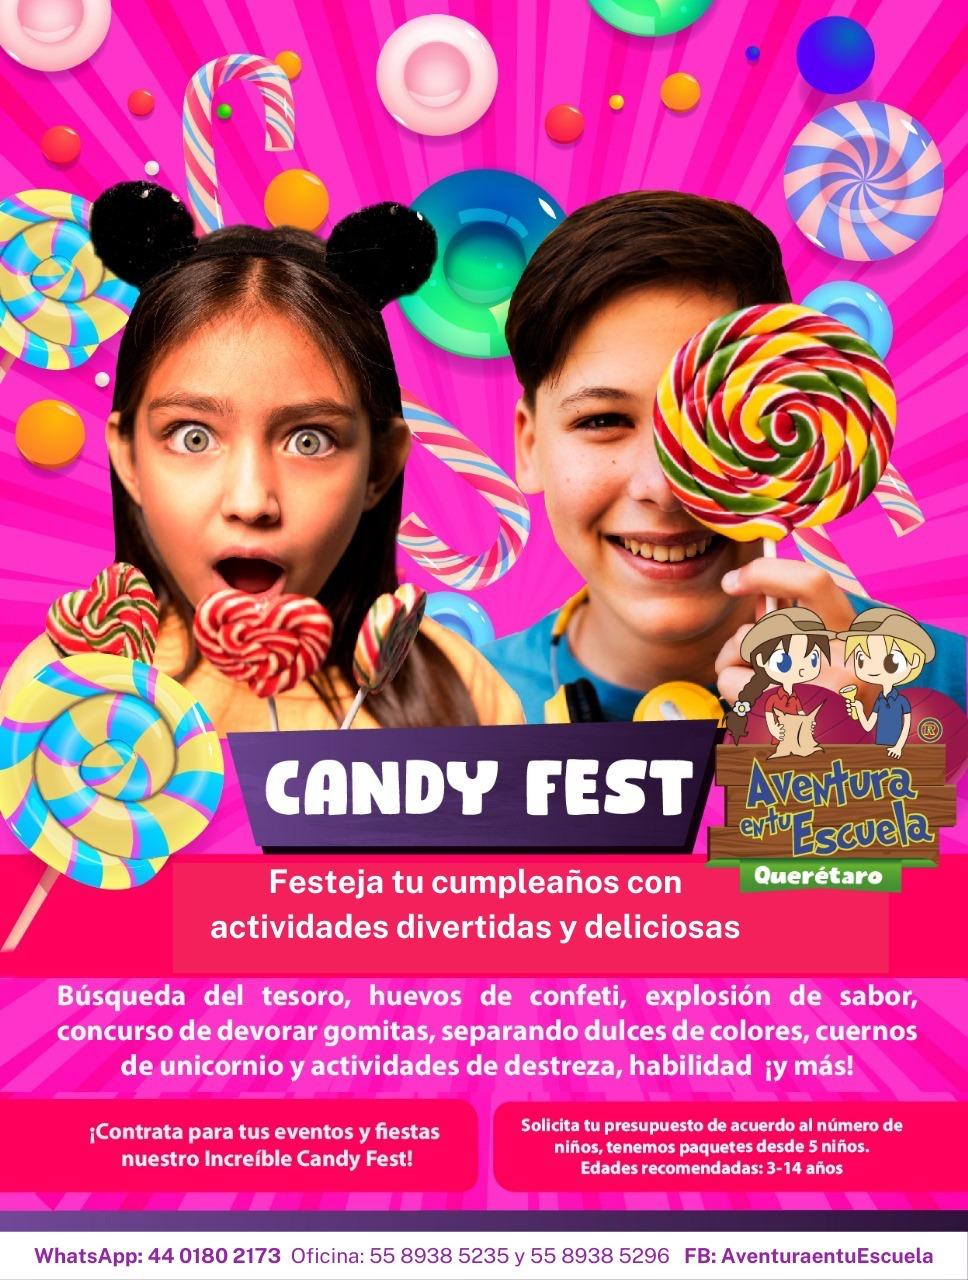 CANDY FEST
®
Aventura
en tu Escuela
Querétaro
Festeja tu cumpleaños con
actividades divertidas y deliciosas
Búsqueda del tesoro, huevos de confeti, explosión de sabor,
concurso de devorar gomitas, separando dulces de colores, cuernos
de unicornio y actividades de destreza, habilidad ¡y más!
¡Contrata para tus eventos y fiestas
nuestro Increíble Candy Fest!
Solicita tu presupuesto de acuerdo al número de
niños, tenemos paquetes desde 5 niños.
Edades recomendadas: 3-14 años
WhatsApp: 44 0180 2173 Oficina: 55 8938 5235 y 55 8938 5296 FB: AventuraentuEscuela